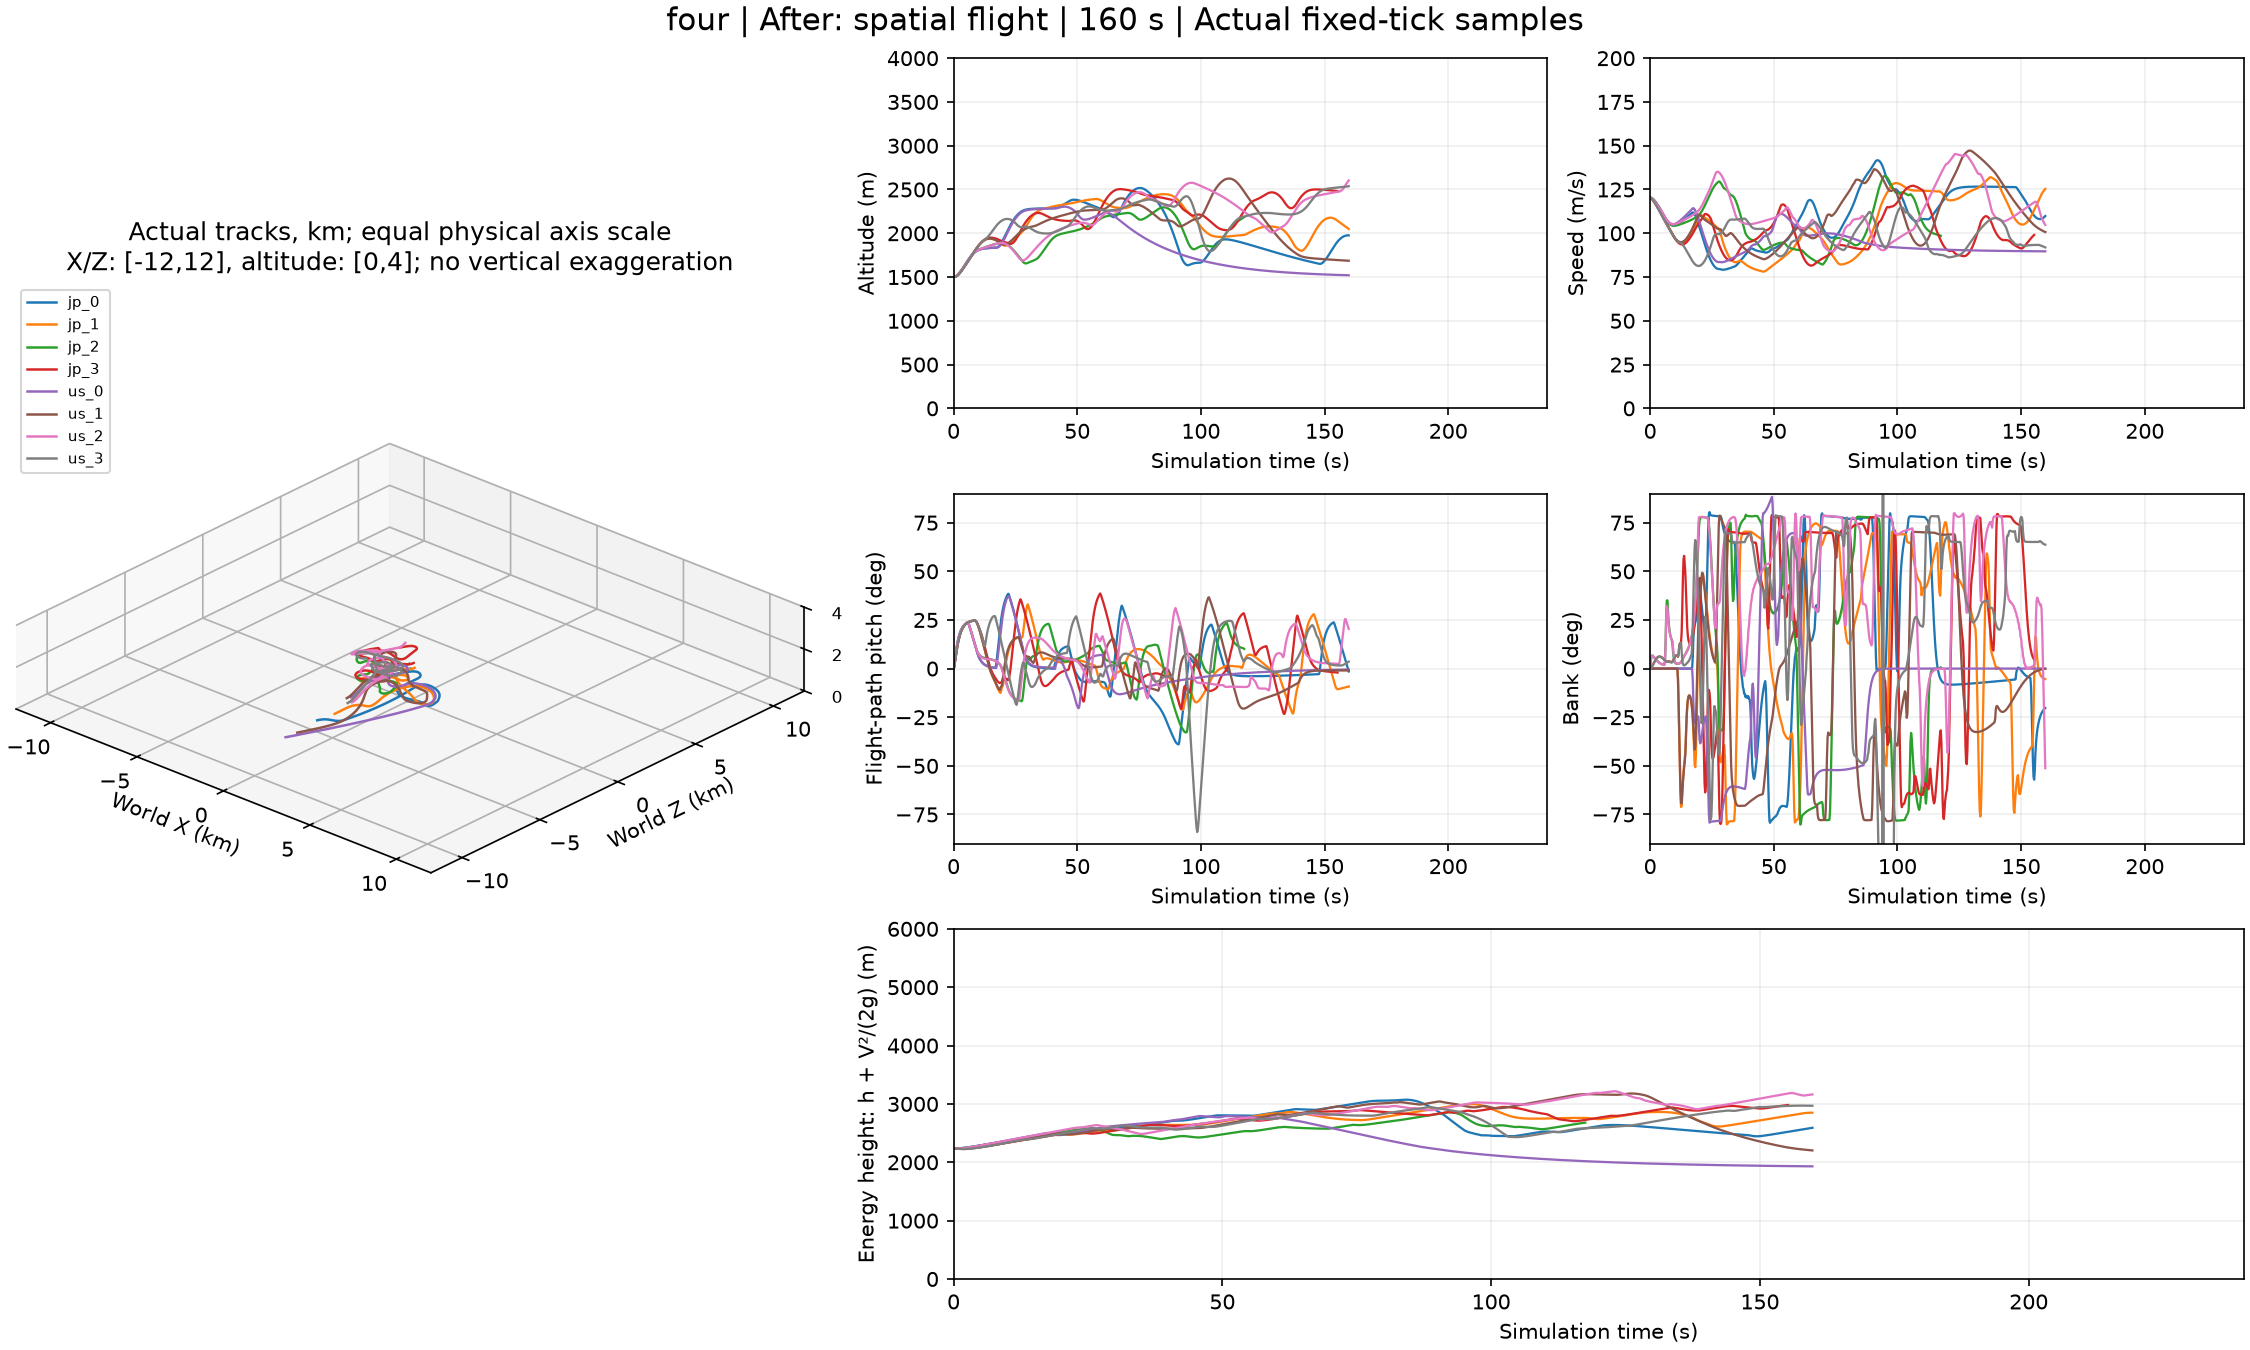 four | After: spatial flight | 160 s | Actual fixed-tick samples
Actual tracks, km; equal physical axis scale
X/Z: [-12,12], altitude: [0,4]; no vertical exaggeration
jp_0
jp_1
jp_2
jp_3
us_0
us_1
us_2
us_3
−10
−5
0
5
10
World X (km)
−10
−5
0
5
10
World Z (km)
0
2
4
4000
3500
3000
2500
2000
1500
1000
500
0
Altitude (m)
0 50 100 150 200
Simulation time (s)
200
175
150
125
100
75
50
25
0
Speed (m/s)
0 50 100 150 200
Simulation time (s)
75
50
25
0
−25
−50
−75
Flight-path pitch (deg)
0 50 100 150 200
Simulation time (s)
75
50
25
0
−25
−50
−75
Bank (deg)
0 50 100 150 200
Simulation time (s)
6000
5000
4000
3000
2000
1000
0
Energy height: h + V²/(2g) (m)
0 50 100 150 200
Simulation time (s)